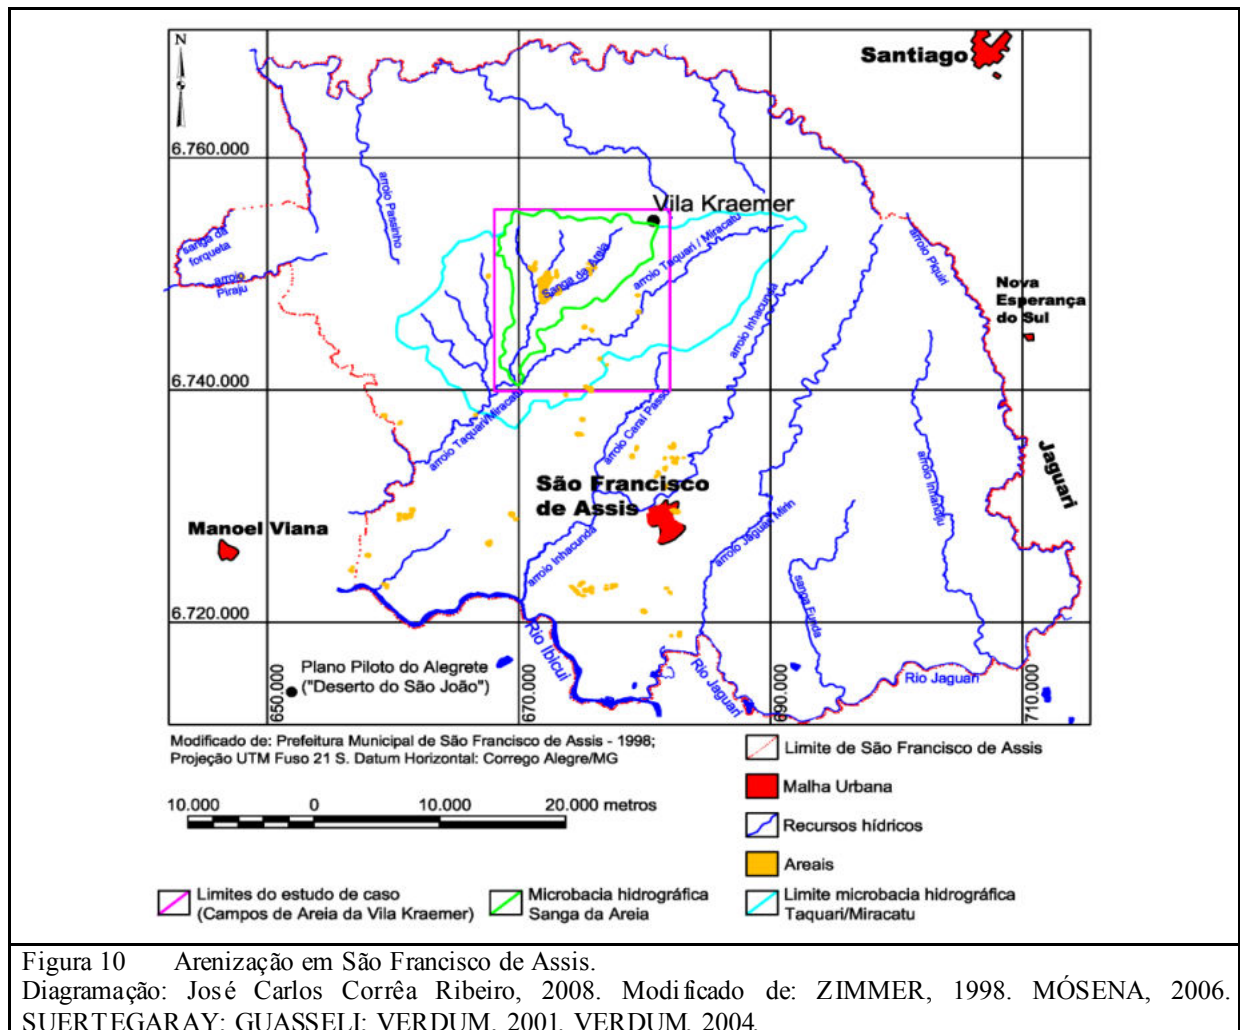 N
Santiago
6.760.000
arroio Passinho
Vila Kraemer
sanga da
forqueta
arroio
Piraju
Sanga da Areia
arroio Taquari / Miracatu
arroio Piquiri
Nova
Esperança
do Sul
arroio Inhacunda
6.740.000
arroio Taquari/Miracatu
arroio Caraí Passo
Jaguari
São Francisco
de Assis
Manoel Viana
arroio Inhacunda
arroio Jaguari Mirin
sanga Funda
6.720.000
Rio Ibicuí
Plano Piloto do Alegrete
("Deserto do São João")
Rio Jaguari
Rio Jaguari
650.000
670.000
690.000
710.000
Modificado de: Prefeitura Municipal de São Francisco de Assis - 1998;
Projeção UTM Fuso 21 S. Datum Horizontal: Corrego Alegre/MG
10.000 0 10.000 20.000 metros
Limite de São Francisco de Assis
Malha Urbana
Recursos hídricos
Areais
Limites do estudo de caso
(Campos de Areia da Vila Kraemer)
Microbacia hidrográfica
Sanga da Areia
Limite microbacia hidrográfica
Taquari/Miracatu
Figura 10 Arenização em São Francisco de Assis.
Diagramação: José Carlos Corrêa Ribeiro, 2008. Modificado de: ZIMMER, 1998. MÓSENA, 2006.
SUERTEGARAY; GUASSELI; VERDUM, 2001. VERDUM, 2004.